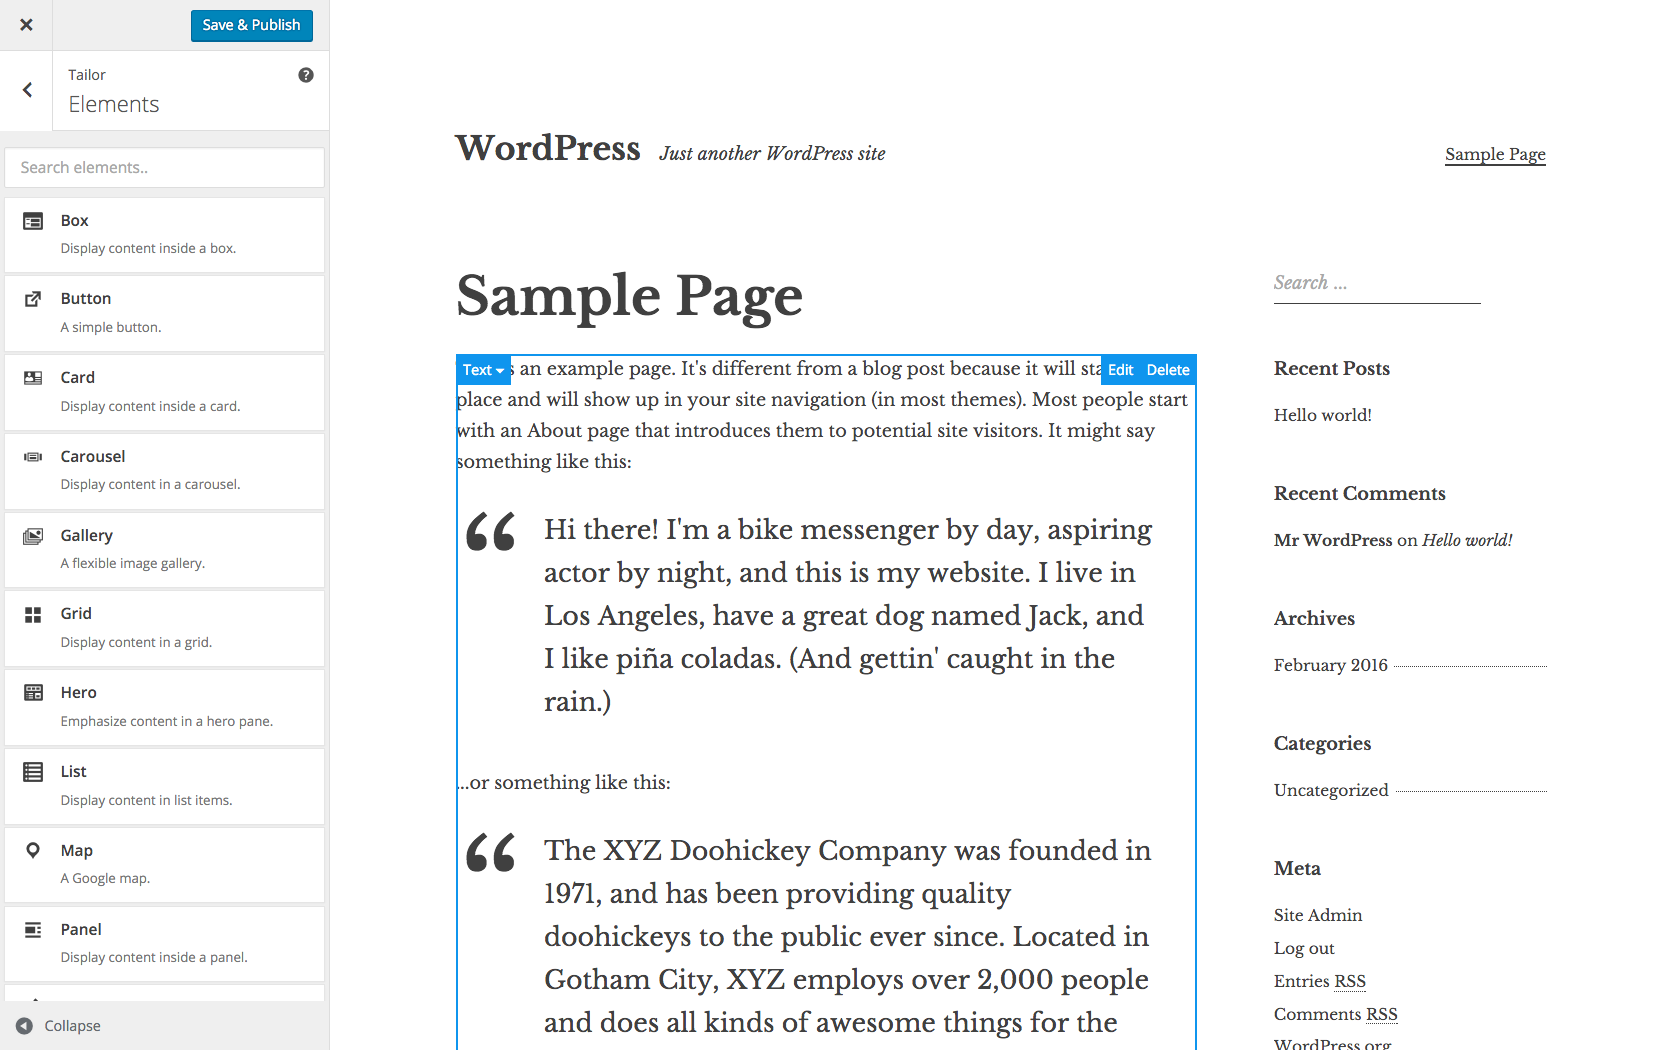 Save & Publish
Tailor
Elements
Search elements..
Box
Display content inside a box.
Button
A simple button.
Card
Display content inside a card.
Carousel
Display content in a carousel.
Gallery
A flexible image gallery.
Grid
Display content in a grid.
Hero
Emphasize content in a hero pane.
List
Display content in list items.
Map
A Google map.
Panel
Display content inside a panel.
Collapse
WordPress Just another WordPress site
Sample Page
Sample Page
Text
Edit Delete
s an example page. It's different from a blog post because it will sta
place and will show up in your site navigation (in most themes). Most people start
with an About page that introduces them to potential site visitors. It might say
something like this:
“ Hi there! I'm a bike messenger by day, aspiring
actor by night, and this is my website. I live in
Los Angeles, have a great dog named Jack, and
I like piña coladas. (And gettin' caught in the
rain.)
...or something like this:
“ The XYZ Doohickey Company was founded in
1971, and has been providing quality
doohickeys to the public ever since. Located in
Gotham City, XYZ employs over 2,000 people
and does all kinds of awesome things for the
Search ...
Recent Posts
Hello world!
Recent Comments
Mr WordPress on Hello world!
Archives
February 2016
Categories
Uncategorized
Meta
Site Admin
Log out
Entries RSS
Comments RSS
WordPress.org